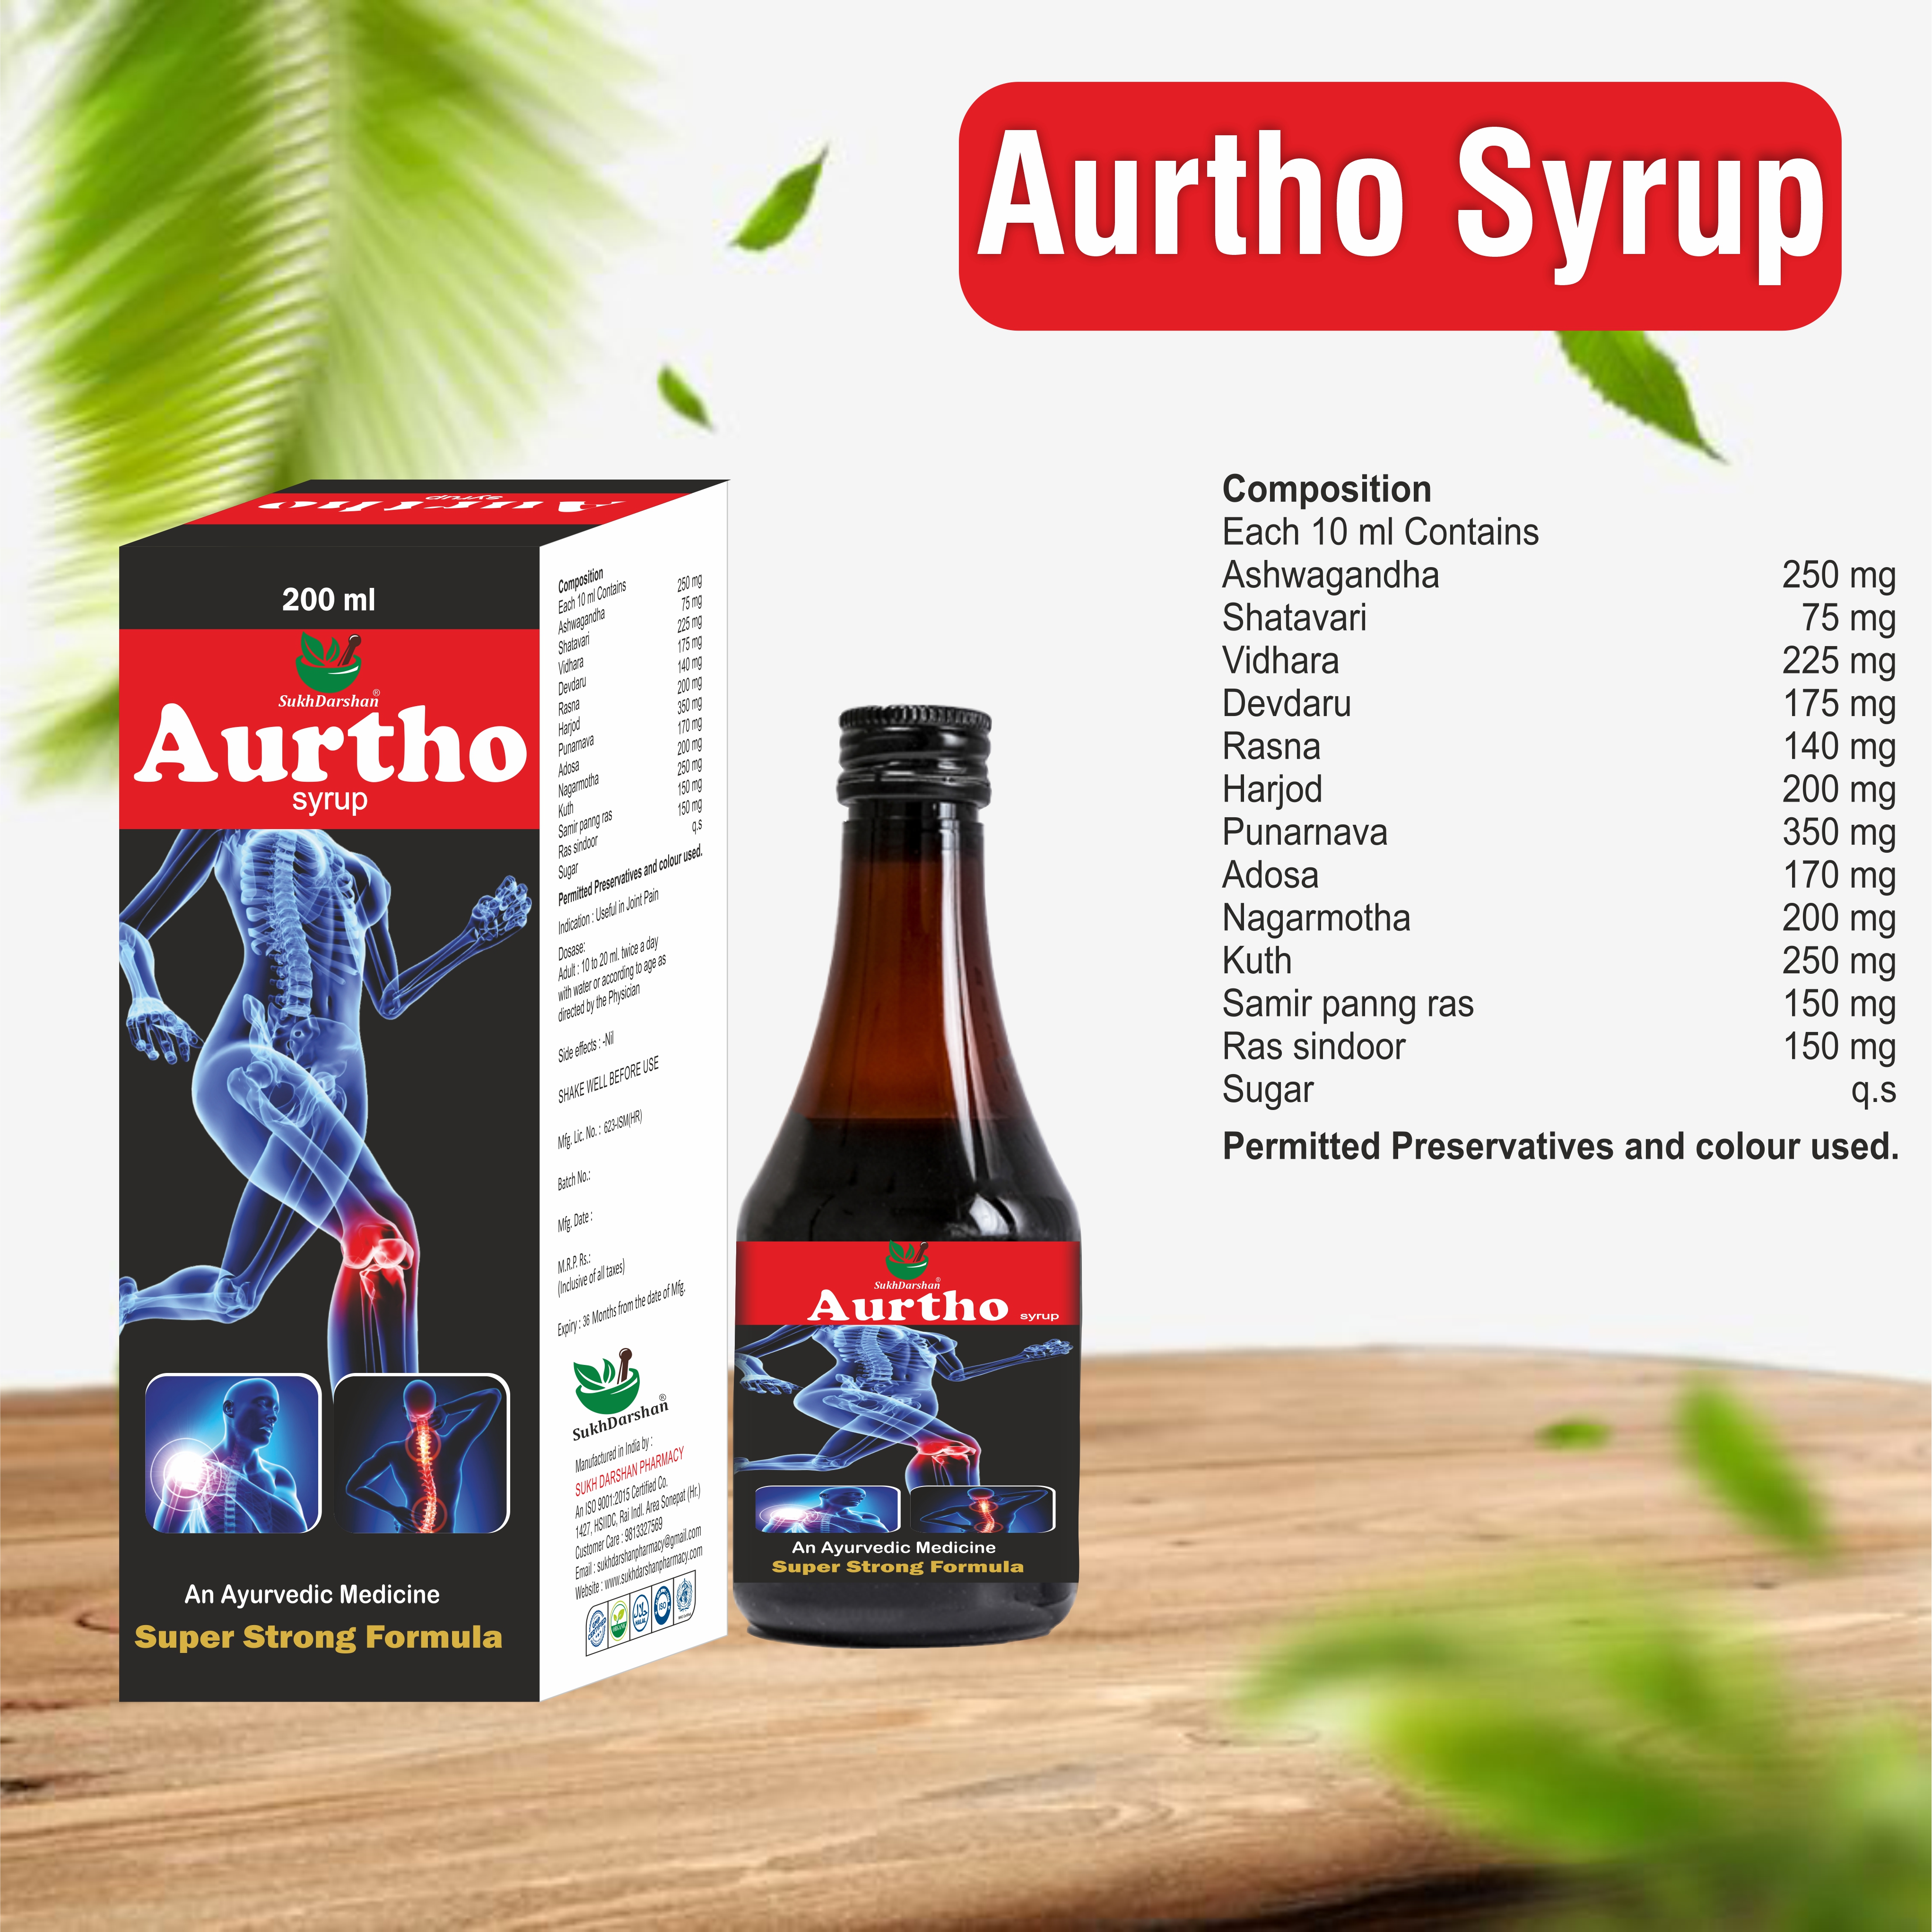 Aurtho Syrup
Composition
Each 10 ml Contains
Ashwagandha 250 mg
Shatavari 75 mg
Vidhara 225 mg
Devdaru 175 mg
Rasna 140 mg
Harjod 200 mg
Punarnava 350 mg
Adosa 170 mg
Nagarmotha 200 mg
Kuth 250 mg
Samir panng ras 150 mg
Ras sindoor 150 mg
Sugar q.s
Permitted Preservatives and colour used.
Aurtho
syrup
200 ml
SukhDarshan®
Aurtho
syrup
An Ayurvedic Medicine
Super Strong Formula
Composition
Each 10 ml Contains
Ashwagandha 250 mg
Shatavari 75 mg
Vidhara 225 mg
Devdaru 175 mg
Rasna 140 mg
Harjod 200 mg
Punarnava 350 mg
Adosa 170 mg
Nagarmotha 200 mg
Kuth 250 mg
Samir panng ras 150 mg
Ras sindoor 150 mg
Sugar q.s
Permitted Preservatives and colour used.
Indication : Useful in Joint Pain
Dosase:
Adult : 10 to 20 ml. twice a day
with water or according to age as
directed by the Physician
Side effects : -Nil
SHAKE WELL BEFORE USE
Mfg. Lic. No. : 623-ISM(HR)
Batch No.:
Mfg. Date :
M.R.P. Rs.:
(Inclusive of all taxes)
Expiry : 36 Months from the date of Mfg.
SukhDarshan®
Manufactured in India by :
SUKH DARSHAN PHARMACY
An ISO 9001:2015 Certified Co.
1427, HSIIDC, Rai Indl. Area Sonepat (Hr.)
Customer Care : 9813327569
Email : sukhdarshanpharmacy@gmail.com
Website : www.sukhdarshanpharmacy.com
ISO
SukhDarshan®
Aurtho syrup
An Ayurvedic Medicine
Super Strong Formula